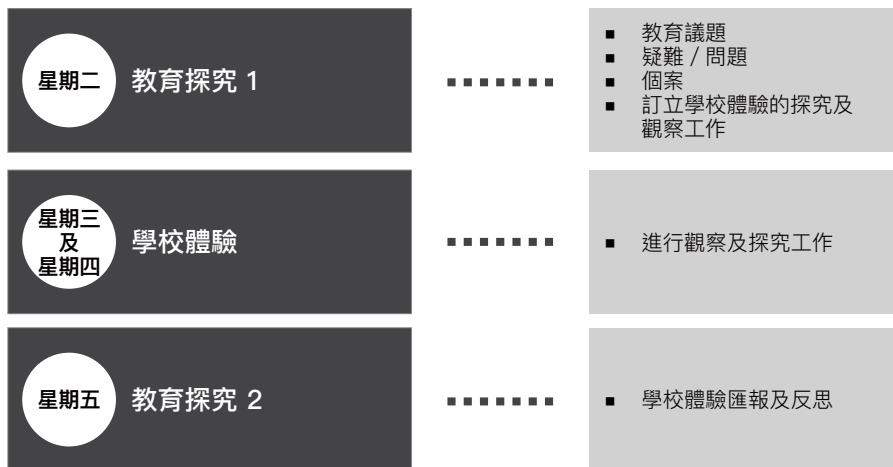 星期二
教育探究 1
■ 教育議題
■ 疑難 / 問題
■ 個案
■ 訂立學校體驗的探究及
觀察工作
星期三
及
星期四
學校體驗
■ 進行觀察及探究工作
星期五
教育探究 2
■ 學校體驗匯報及反思